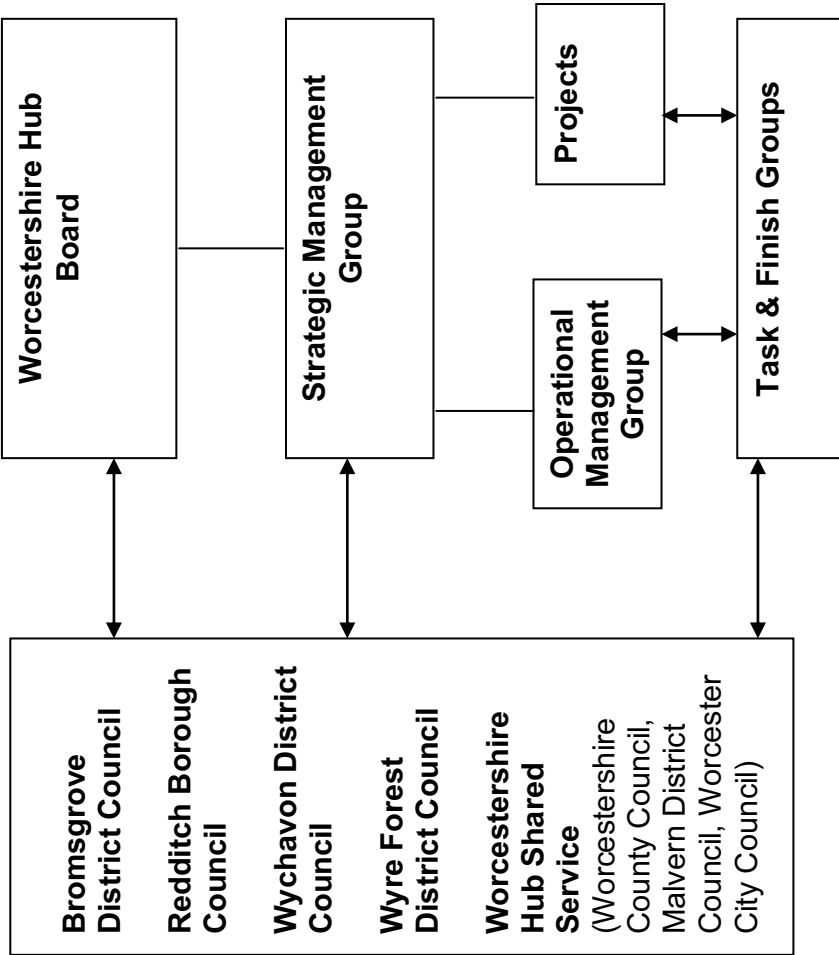 Worcestershire Hub
Board
Strategic Management
Group
Operational
Management
Group
Projects
Task & Finish Groups
Bromsgrove
District Council
Redditch Borough
Council
Wychavon District
Council
Wyre Forest
District Council
Worcestershire
Hub Shared
Service
(Worcestershire
County Council,
Malvern District
Council, Worcester
City Council)